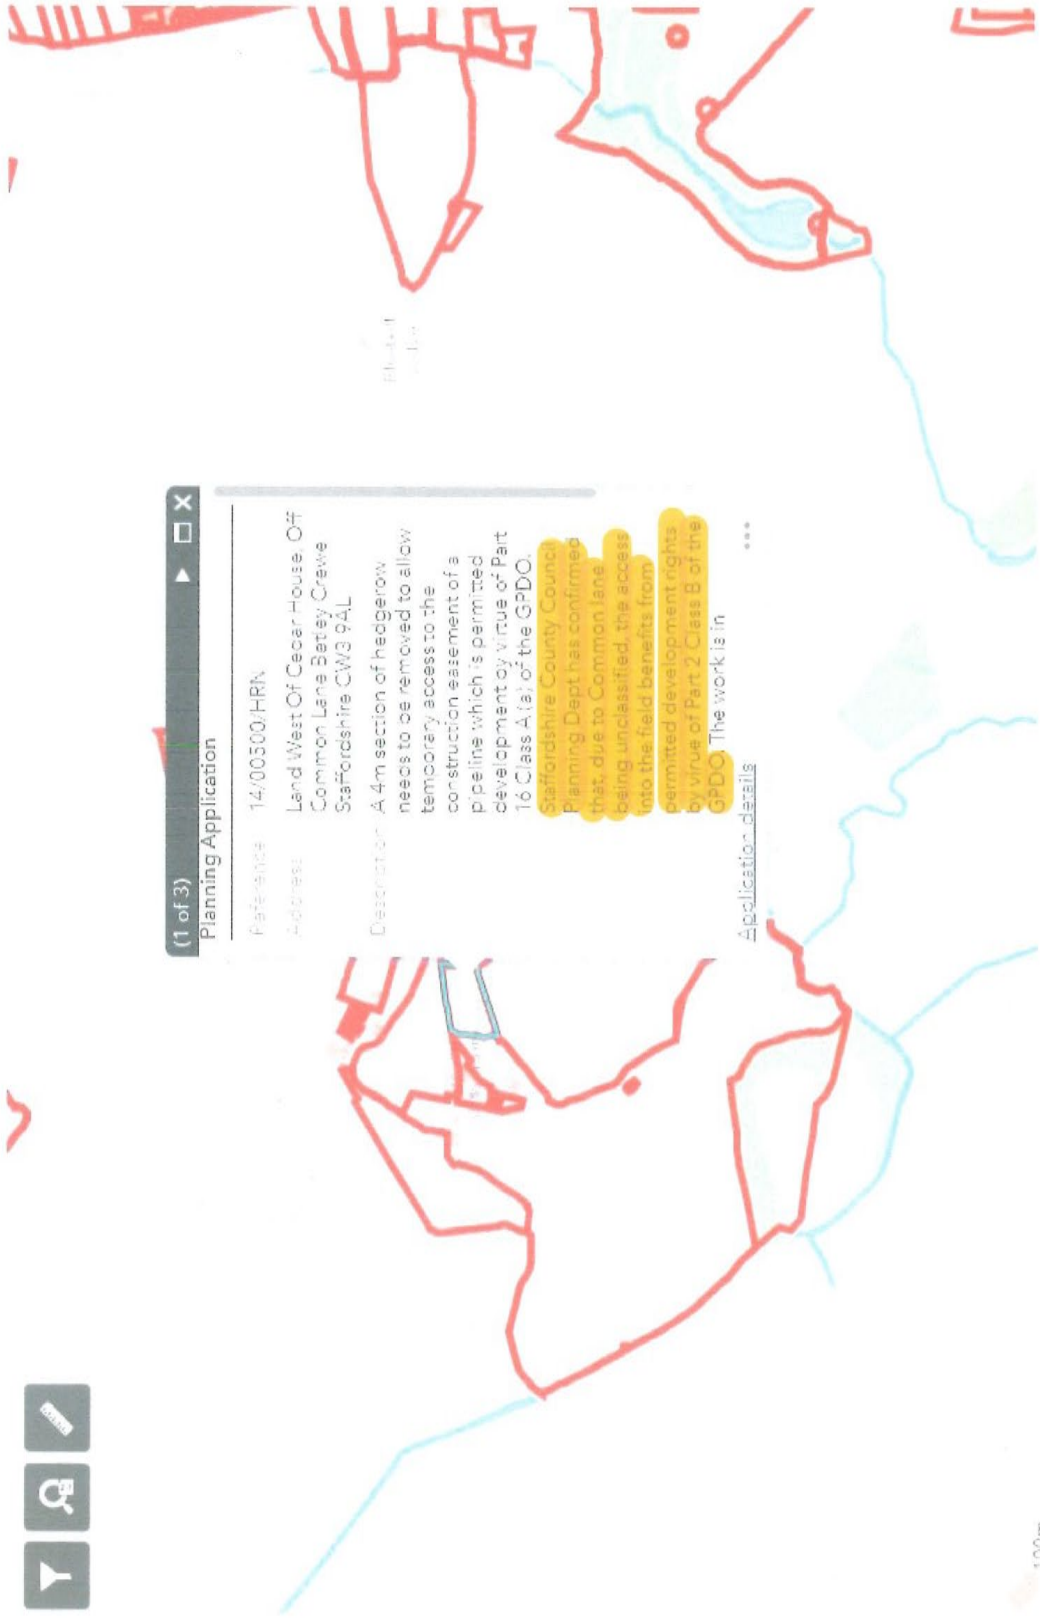 (1 of 3)
Planning Application
Reference 14/00500/HRN
Address Land West Of Cedar House, Off
Common Lane Betley Crewe
Staffordshire CW3 9AL
Description A 4m section of hedgerow
needs to be removed to allow
temporary access to the
construction easement of a
pipeline which is permitted
development by virtue of Part
16 Class A (a) of the GPDO.
Staffordshire County Council
Planning Dept has confirmed
that, due to Common lane
being unclassified, the access
into the field benefits from
permitted development rights
by virue of Part 2 Class B of the
GPDO. The work is in
Application details
100m